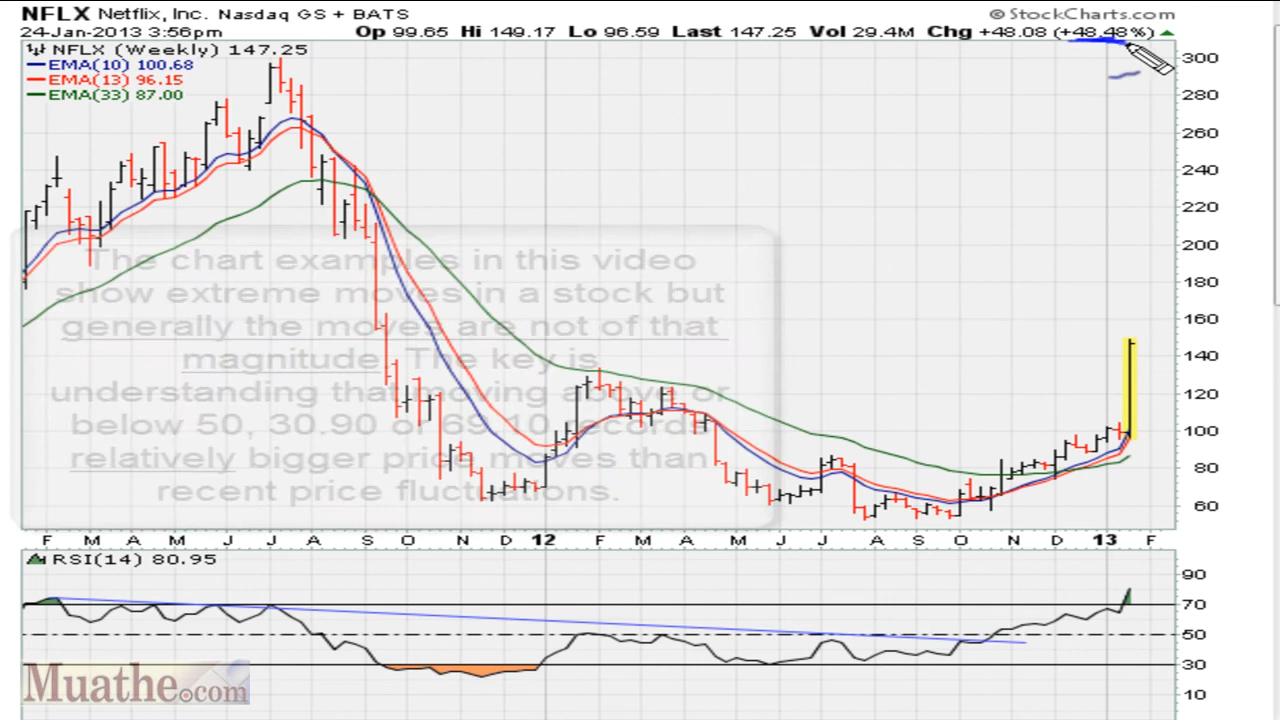 NFLX Netflix, Inc. Nasdaq GS + BATS
© StockCharts.com
24-Jan-2013 3:56pm
Op 99.65 Hi 149.17 Lo 96.59 Last 147.25 Vol 29.4M Chg +48.08 (+48.48%)
NFLX (Weekly) 147.25
EMA(10) 100.68
EMA(13) 96.15
EMA(33) 87.00
300
280
260
240
220
200
180
160
140
120
100
80
60
The chart examples in this video
show extreme moves in a stock but
generally the moves are not of that
magnitude. The key is
understanding that moving above or
below 50, 30.90 or 69.10 records
relatively bigger moves than
recent price fluctuations.
F M A M J J A S O N D 12 F M A M J J A S O N D 13 F
RSI(14) 80.95
90
70
50
30
10
Muathe.com